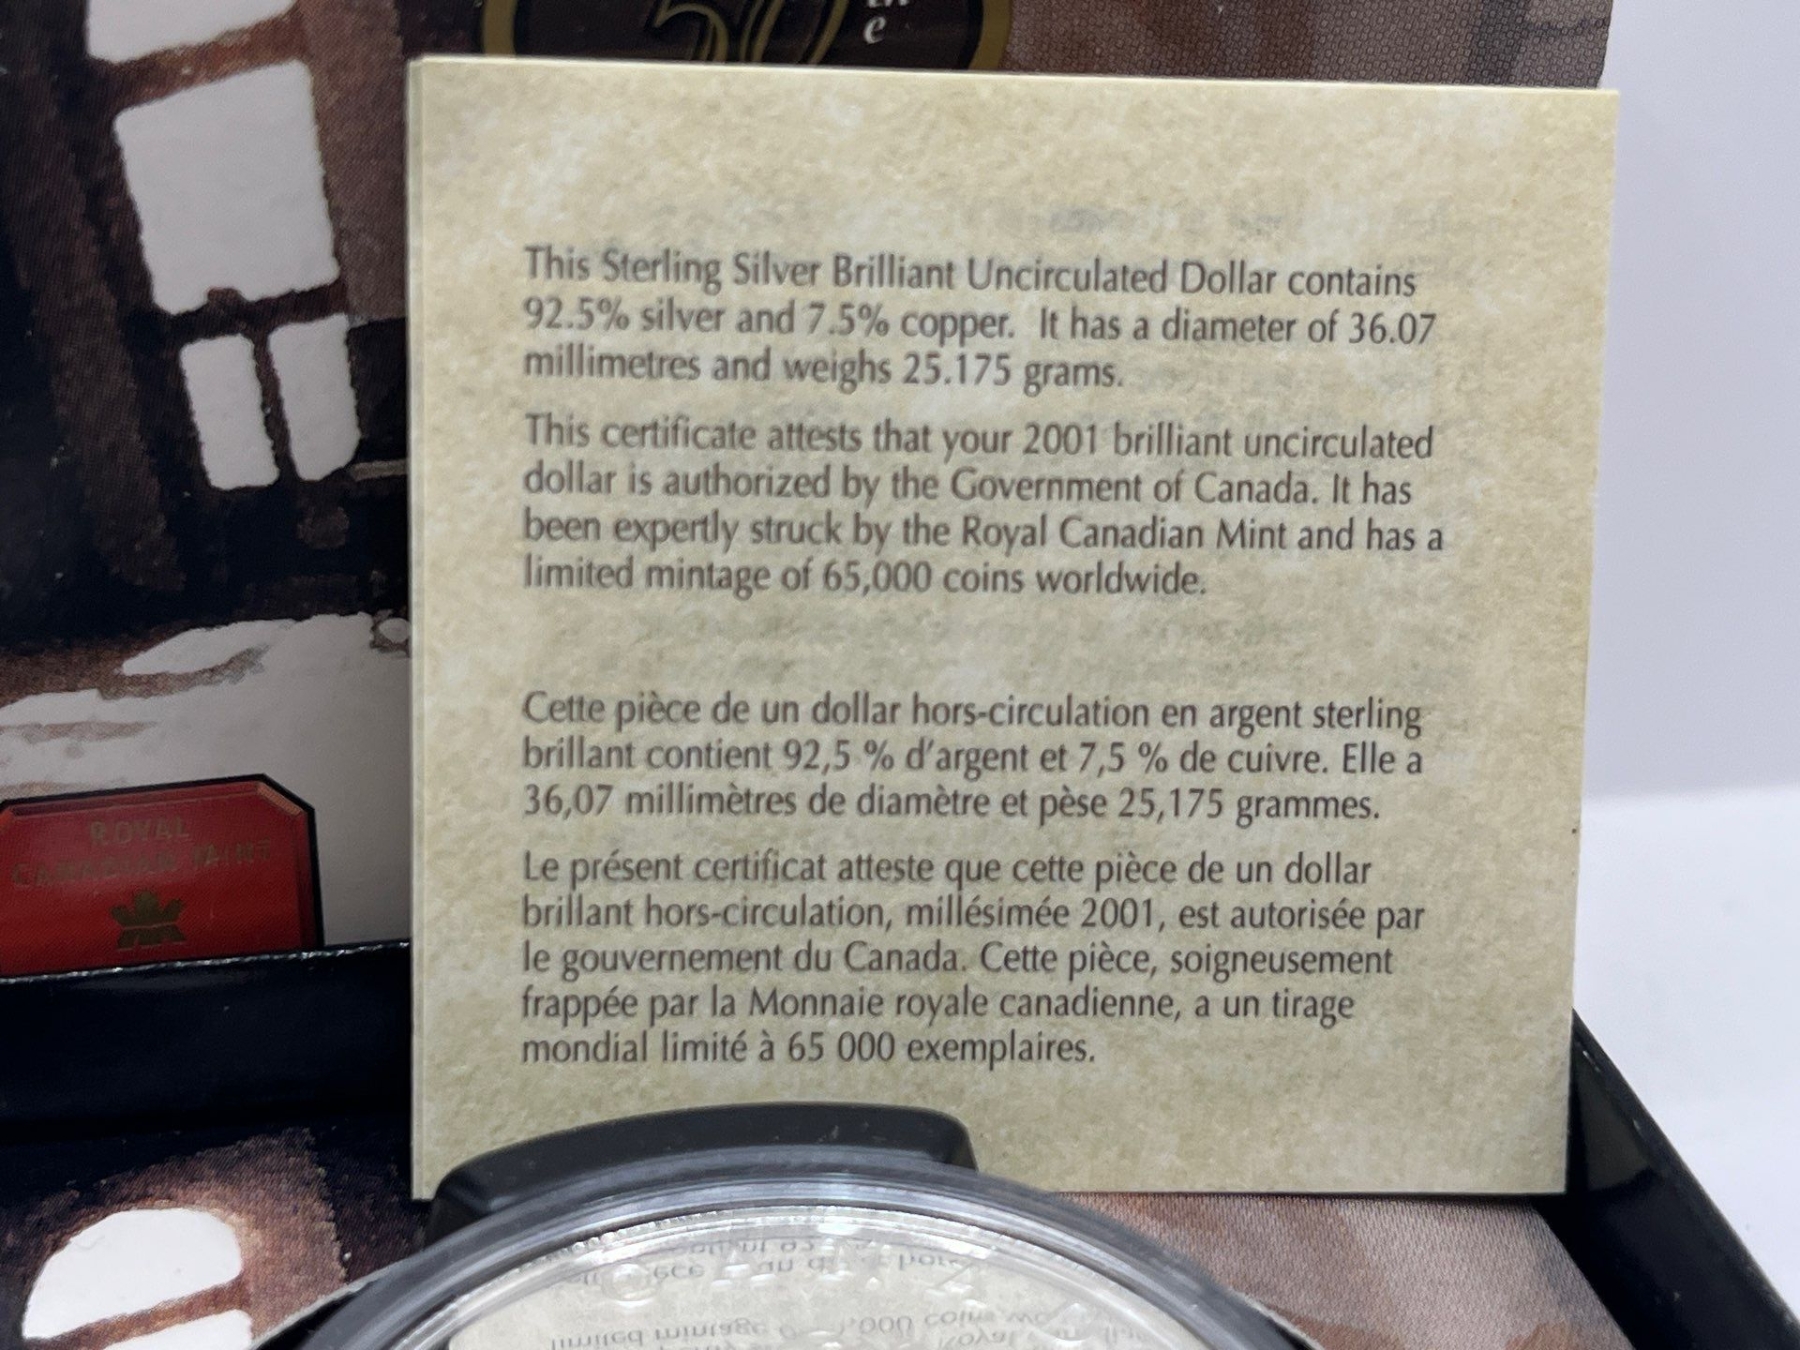 50
e
This Sterling Silver Brilliant Uncirculated Dollar contains
92.5% silver and 7.5% copper.  It has a diameter of 36.07
millimetres and weighs 25.175 grams.
This certificate attests that your 2001 brilliant uncirculated
dollar is authorized by the Government of Canada. It has
been expertly struck by the Royal Canadian Mint and has a
limited mintage of 65,000 coins worldwide.
Cette pièce de un dollar hors-circulation en argent sterling
brillant contient 92,5 % d'argent et 7,5 % de cuivre. Elle a
36,07 millimètres de diamètre et pèse 25,175 grammes.
Le présent certificat atteste que cette pièce de un dollar
brillant hors-circulation, millésimée 2001, est autorisée par
le gouvernement du Canada. Cette pièce, soigneusement
frappée par la Monnaie royale canadienne, a un tirage
mondial limité à 65 000 exemplaires.
ROYAL
CANADIAN MINT